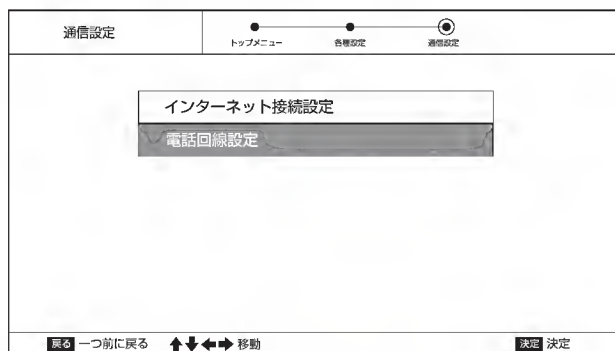 通信設定
トップメニュー 各種設定 通信設定
インターネット接続設定
電話回線設定
戻る 一つ前に戻る ↑↓←→ 移動 決定 決定